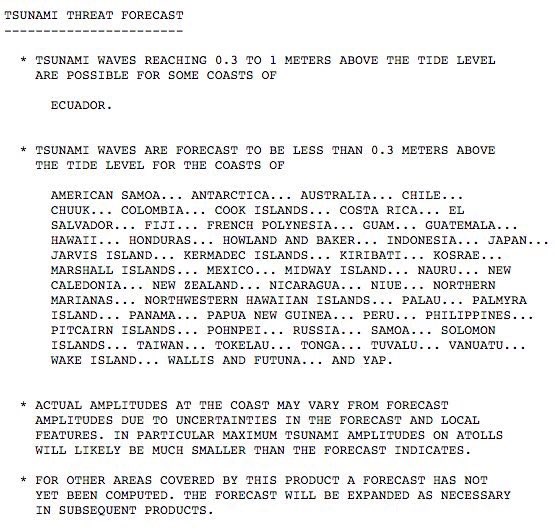 TSUNAMI THREAT FORECAST
-----------------------
* TSUNAMI WAVES REACHING 0.3 TO 1 METERS ABOVE THE TIDE LEVEL
ARE POSSIBLE FOR SOME COASTS OF
ECUADOR.
* TSUNAMI WAVES ARE FORECAST TO BE LESS THAN 0.3 METERS ABOVE
THE TIDE LEVEL FOR THE COASTS OF
AMERICAN SAMOA... ANTARCTICA... AUSTRALIA... CHILE...
CHUUK... COLOMBIA... COOK ISLANDS... COSTA RICA... EL
SALVADOR... FIJI... FRENCH POLYNESIA... GUAM... GUATEMALA...
HAWAII... HONDURAS... HOWLAND AND BAKER... INDONESIA... JAPAN...
JARVIS ISLAND... KERMADEC ISLANDS... KIRIBATI... KOSRAE...
MARSHALL ISLANDS... MEXICO... MIDWAY ISLAND... NAURU... NEW
CALEDONIA... NEW ZEALAND... NICARAGUA... NIUE... NORTHERN
MARIANAS... NORTHWESTERN HAWAIIAN ISLANDS... PALAU... PALMYRA
ISLAND... PANAMA... PAPUA NEW GUINEA... PERU... PHILIPPINES...
PITCAIRN ISLANDS... POHNPEI... RUSSIA... SAMOA... SOLOMON
ISLANDS... TAIWAN... TOKELAU... TONGA... TUVALU... VANUATU...
WAKE ISLAND... WALLIS AND FUTUNA... AND YAP.
* ACTUAL AMPLITUDES AT THE COAST MAY VARY FROM FORECAST
AMPLITUDES DUE TO UNCERTAINTIES IN THE FORECAST AND LOCAL
FEATURES. IN PARTICULAR MAXIMUM TSUNAMI AMPLITUDES ON ATOLLS
WILL LIKELY BE MUCH SMALLER THAN THE FORECAST INDICATES.
* FOR OTHER AREAS COVERED BY THIS PRODUCT A FORECAST HAS NOT
YET BEEN COMPUTED. THE FORECAST WILL BE EXPANDED AS NECESSARY
IN SUBSEQUENT PRODUCTS.